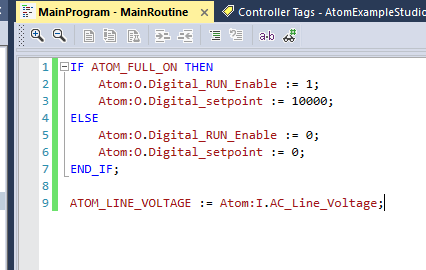 MainProgram - MainRoutine
Controller Tags - AtomExampleStudio
a·b
1 IF ATOM_FULL_ON THEN
2 Atom:O.Digital_RUN_Enable := 1;
3 Atom:O.Digital_setpoint := 10000;
4 ELSE
5 Atom:O.Digital_RUN_Enable := 0;
6 Atom:O.Digital_setpoint := 0;
7 END_IF;
8
9 ATOM_LINE_VOLTAGE := Atom:I.AC_Line_Voltage;